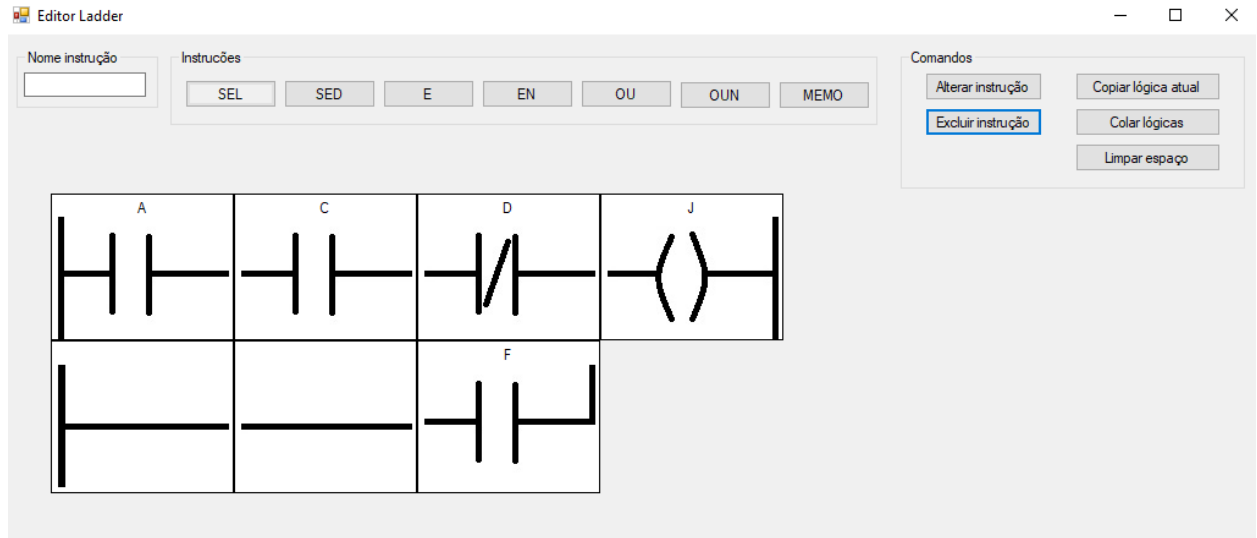 Editor Ladder
Nome instrução
Instrucões
SEL SED E EN OU OUN MEMO
Comandos
Alterar instrução Copiar lógica atual
Excluir instrução Colar lógicas
Limpar espaço
A C D J
F